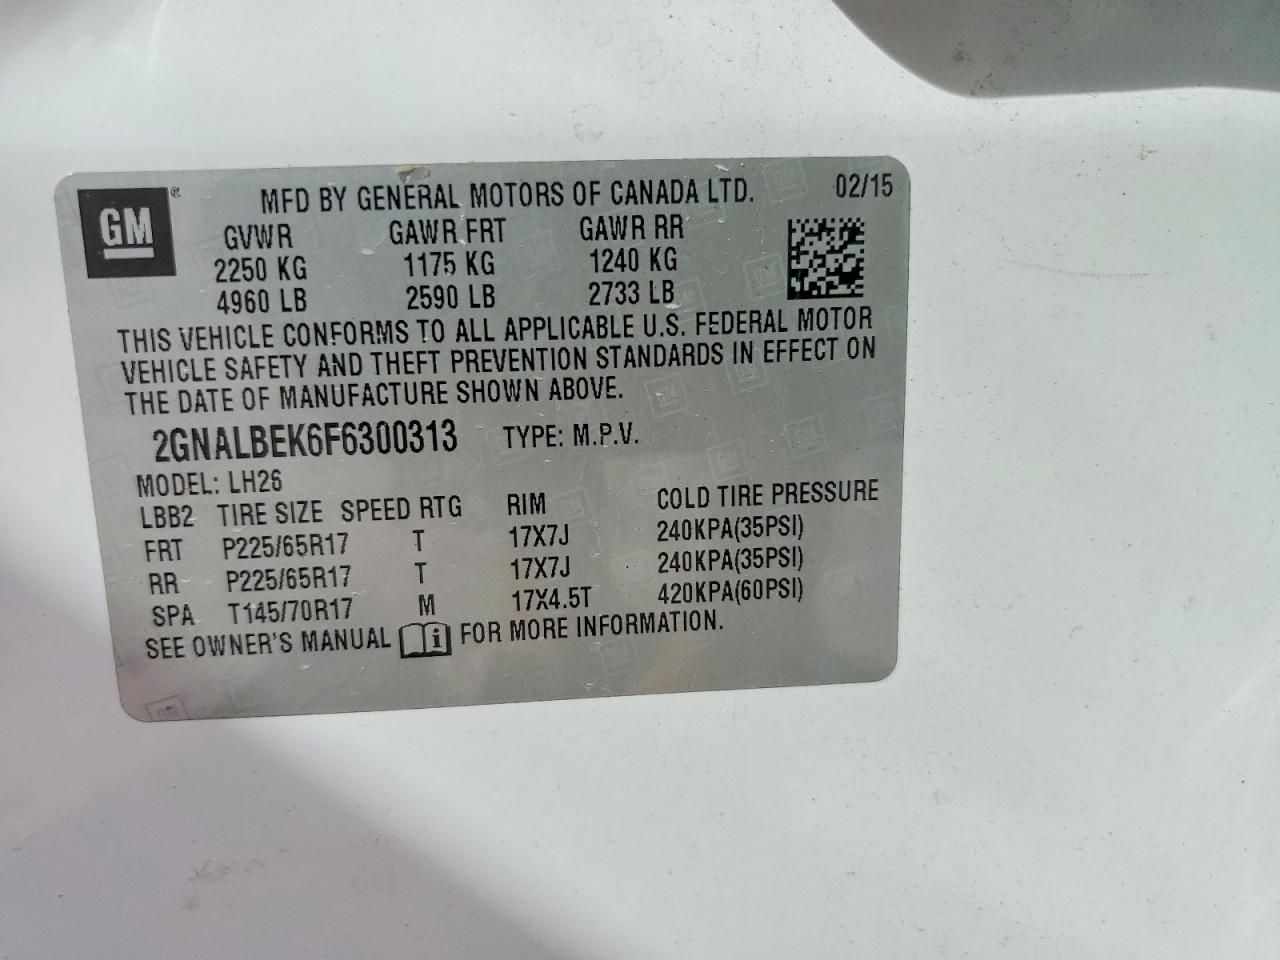 GM ® MFD BY GENERAL MOTORS OF CANADA LTD. 02/15
GVWR GAWR FRT GAWR RR
2250 KG 1175 KG 1240 KG
4960 LB 2590 LB 2733 LB
THIS VEHICLE CONFORMS TO ALL APPLICABLE U.S. FEDERAL MOTOR
VEHICLE SAFETY AND THEFT PREVENTION STANDARDS IN EFFECT ON
THE DATE OF MANUFACTURE SHOWN ABOVE.
2GNALBEK6F6300313 TYPE: M.P.V.
MODEL: LH26
LBB2 TIRE SIZE SPEED RTG RIM COLD TIRE PRESSURE
FRT P225/65R17 T 17X7J 240KPA(35PSI)
RR P225/65R17 T 17X7J 240KPA(35PSI)
SPA T145/70R17 M 17X4.5T 420KPA(60PSI)
SEE OWNER'S MANUAL i FOR MORE INFORMATION.